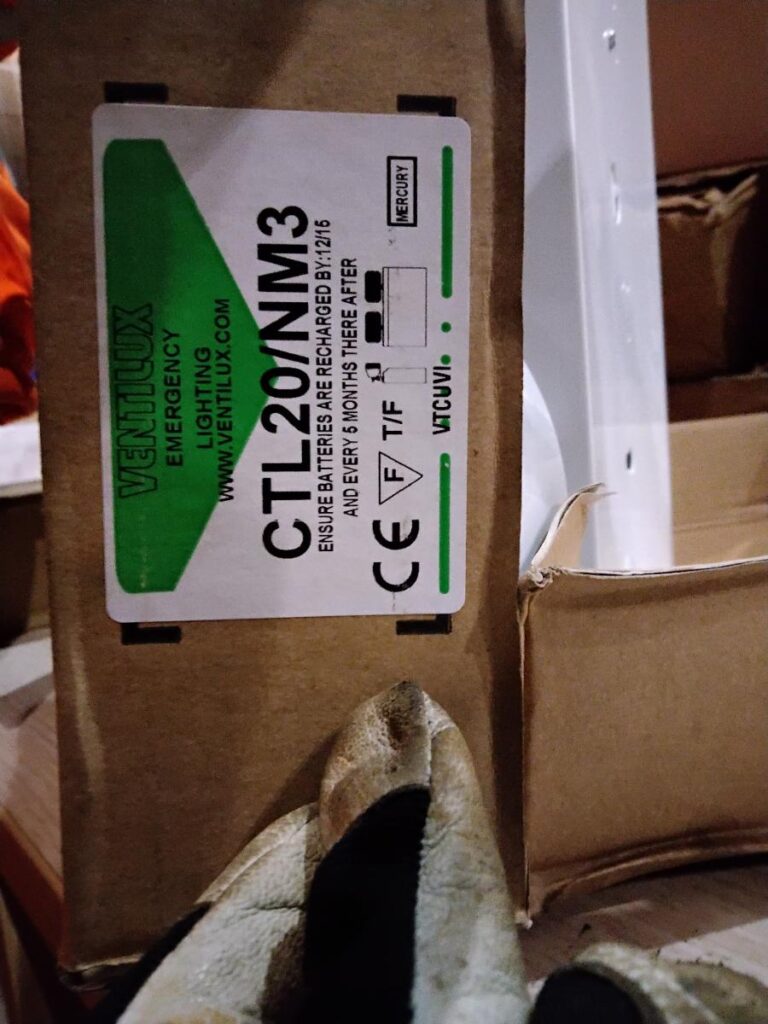 VENTILUX
EMERGENCY
LIGHTING
WWW.VENTILUX.COM
CTL20/NM3
ENSURE BATTERIES ARE RECHARGED BY:12/15
AND EVERY 6 MONTHS THERE AFTER
CE F T/F
MERCURY
VTCUVI